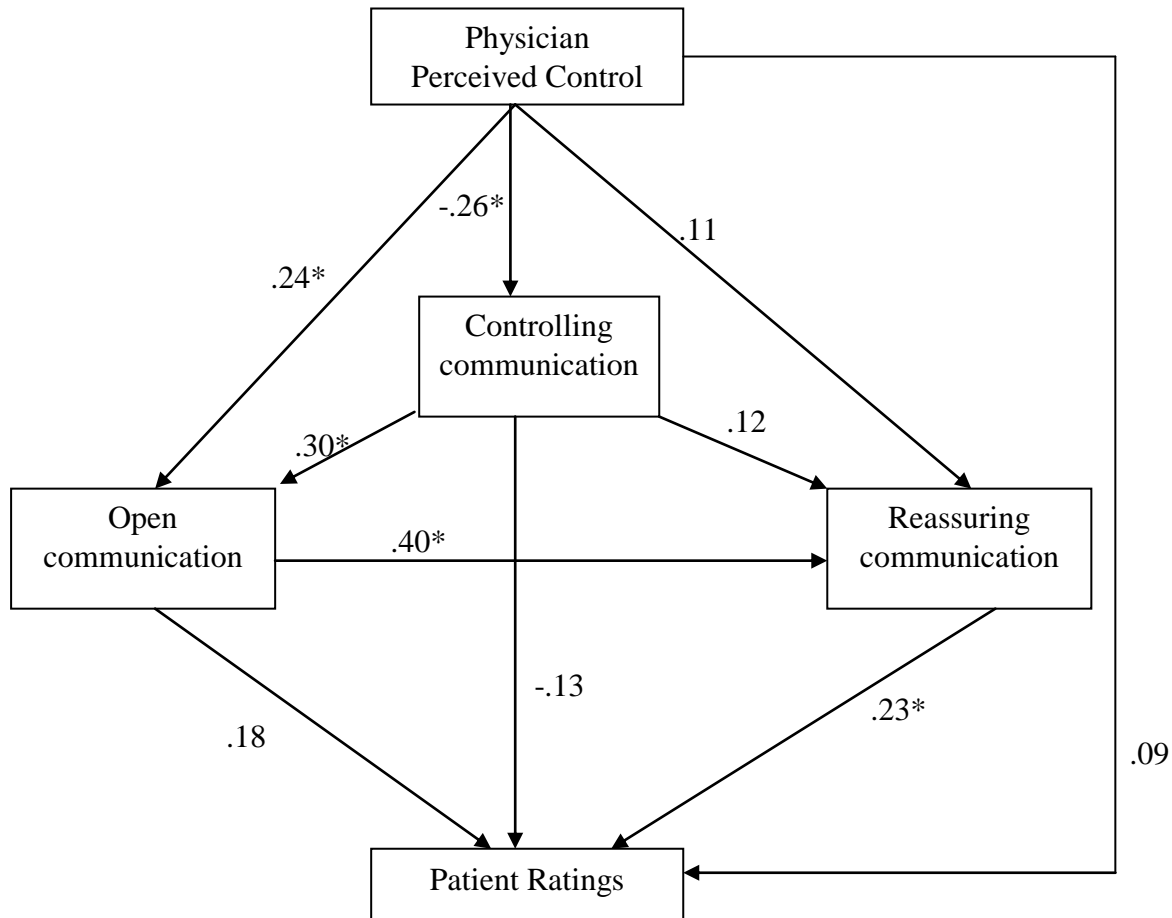 Physician
Perceived Control
-.26*
.11
.24*
Controlling
communication
.30*
.12
Open
communication
.40*
Reassuring
communication
.18
-.13
.23*
.09
Patient Ratings